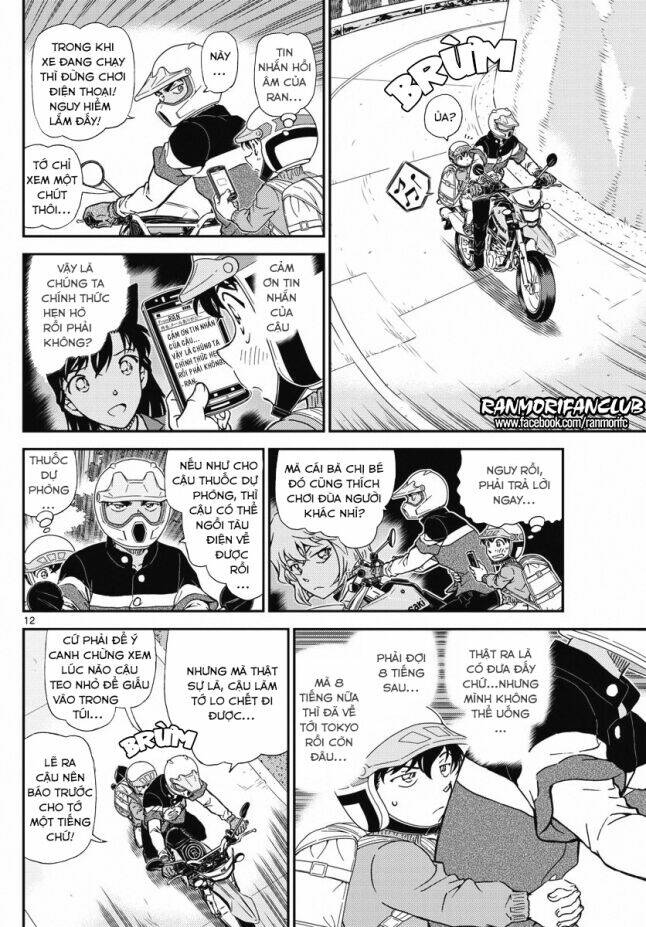 TRONG KHI
XE ĐANG CHẠY
THÌ ĐỪNG CHƠI
ĐIỆN THOẠI!
NGUY HIỂM
LẮM ĐẤY!
NÀY
...
TIN
NHẮN HỒI
ÂM CỦA
RAN...
TỚ CHỈ
XEM MỘT
CHÚT
THÔI...
BRÙM
ỦA?
VẬY LÀ
CHÚNG TA
CHÍNH THỨC
HẸN HÒ
RỒI PHẢI
KHÔNG?
CẢM
ƠN TIN
NHẮN CỦA
CẬU
RAN
CẢM ƠN TIN NHẮN
CỦA CẬU...
VẬY LÀ CHÚNG TA
CHÍNH THỨC HẸN HÒ
RỒI PHẢI KHÔNG
RAN-
RANMORIFANCLUB
www.facebook.com/ranmorifc
THUỐC
DỰ
PHÒNG...
NẾU NHƯ CHO
CẬU THUỐC DỰ
PHÒNG, THÌ
CẬU CÓ THỂ
NGỒI TÀU
ĐIỆN VỀ
ĐƯỢC
RỒI
...
MÀ CÁI BÀ CHỊ BÉ
ĐÓ CŨNG THÍCH
CHƠI ĐÙA NGƯỜI
KHÁC NHỈ?
NGUY RỒI,
PHẢI TRẢ LỜI
NGAY...
saki
12
CỨ PHẢI ĐỂ Ý
CANH CHỪNG XEM
LÚC NÀO CẬU
TEO NHỎ ĐỂ GIẤU
VÀO TRONG
TÚI...
NHƯNG MÀ THẬT
SỰ LÀ, CẬU LÀM
TỚ LO CHẾT ĐI
ĐƯỢC...
BRÙM
LẼ RA
CẬU NÊN
BÁO TRƯỚC
CHO TỚ
MỘT TIẾNG
CHỨ!
THẬT RA LÀ
CÓ ĐƯA ĐẤY
CHỨ...NHƯNG
MÌNH KHÔNG
THỂ UỐNG
...
PHẢI ĐỢI
8 TIẾNG
SAU...
MÀ 8
TIẾNG NỮA
THÌ ĐÃ VỀ
TỚI TOKYO
RỒI CÒN
ĐÂU...